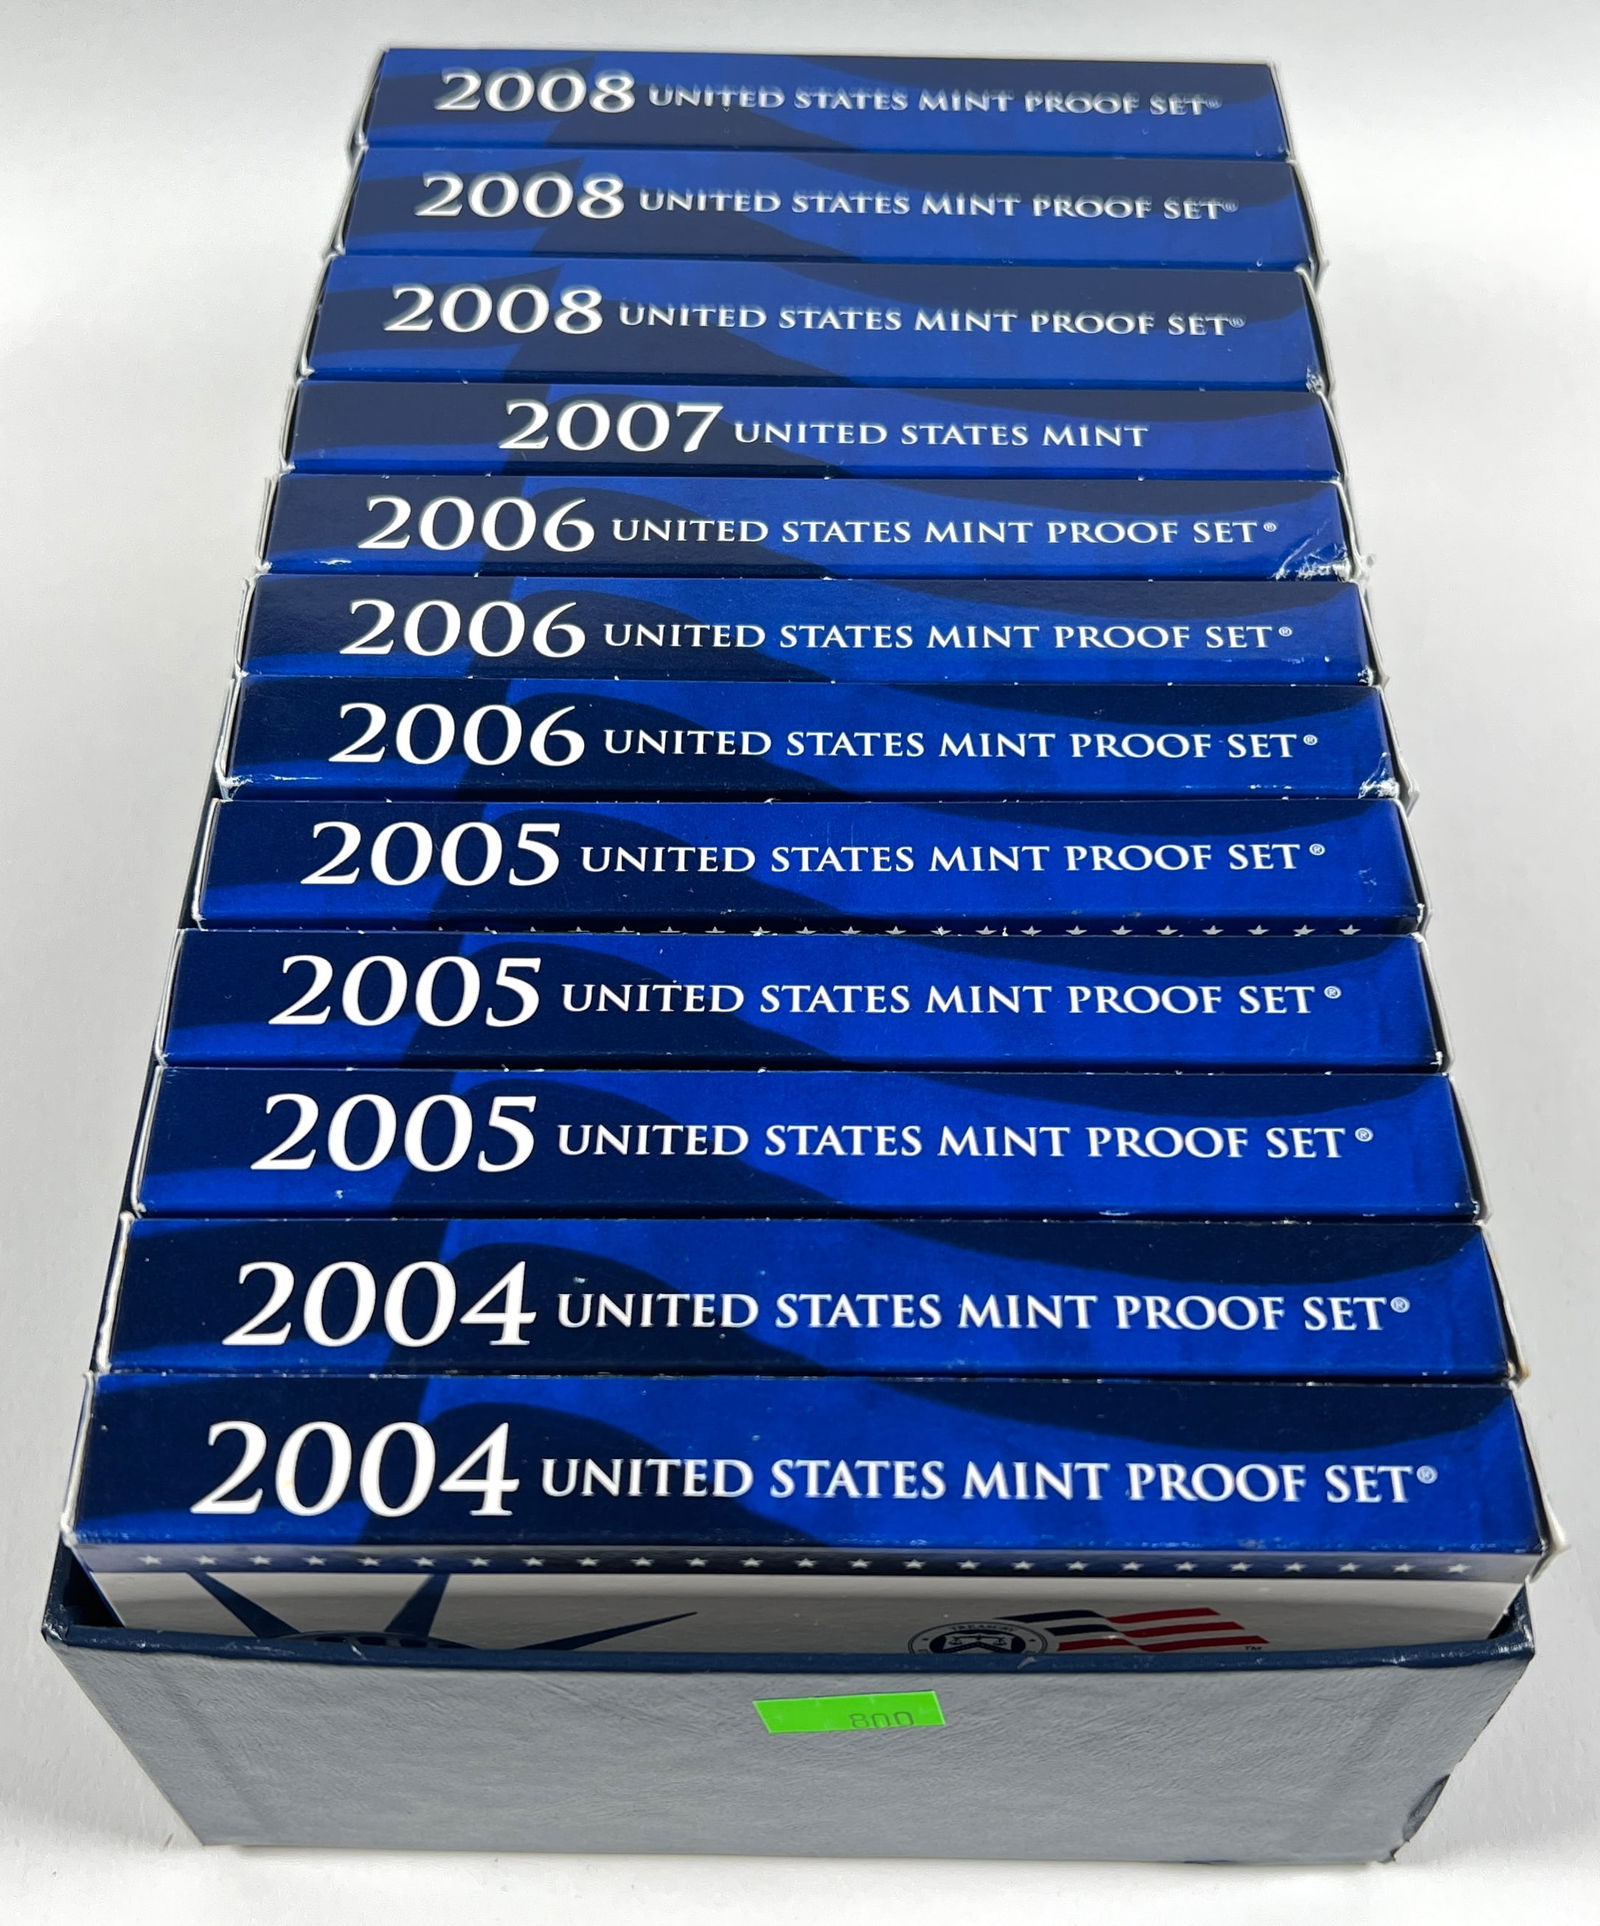 2008 UNITED STATES MINT PROOF SET®
2008 UNITED STATES MINT PROOF SET®
2008 UNITED STATES MINT PROOF SET®
2007 UNITED STATES MINT
2006 UNITED STATES MINT PROOF SET®
2006 UNITED STATES MINT PROOF SET®
2006 UNITED STATES MINT PROOF SET®
2005 UNITED STATES MINT PROOF SET®
2005 UNITED STATES MINT PROOF SET®
2005 UNITED STATES MINT PROOF SET®
2004 UNITED STATES MINT PROOF SET®
2004 UNITED STATES MINT PROOF SET®
TREASURY
TM
800